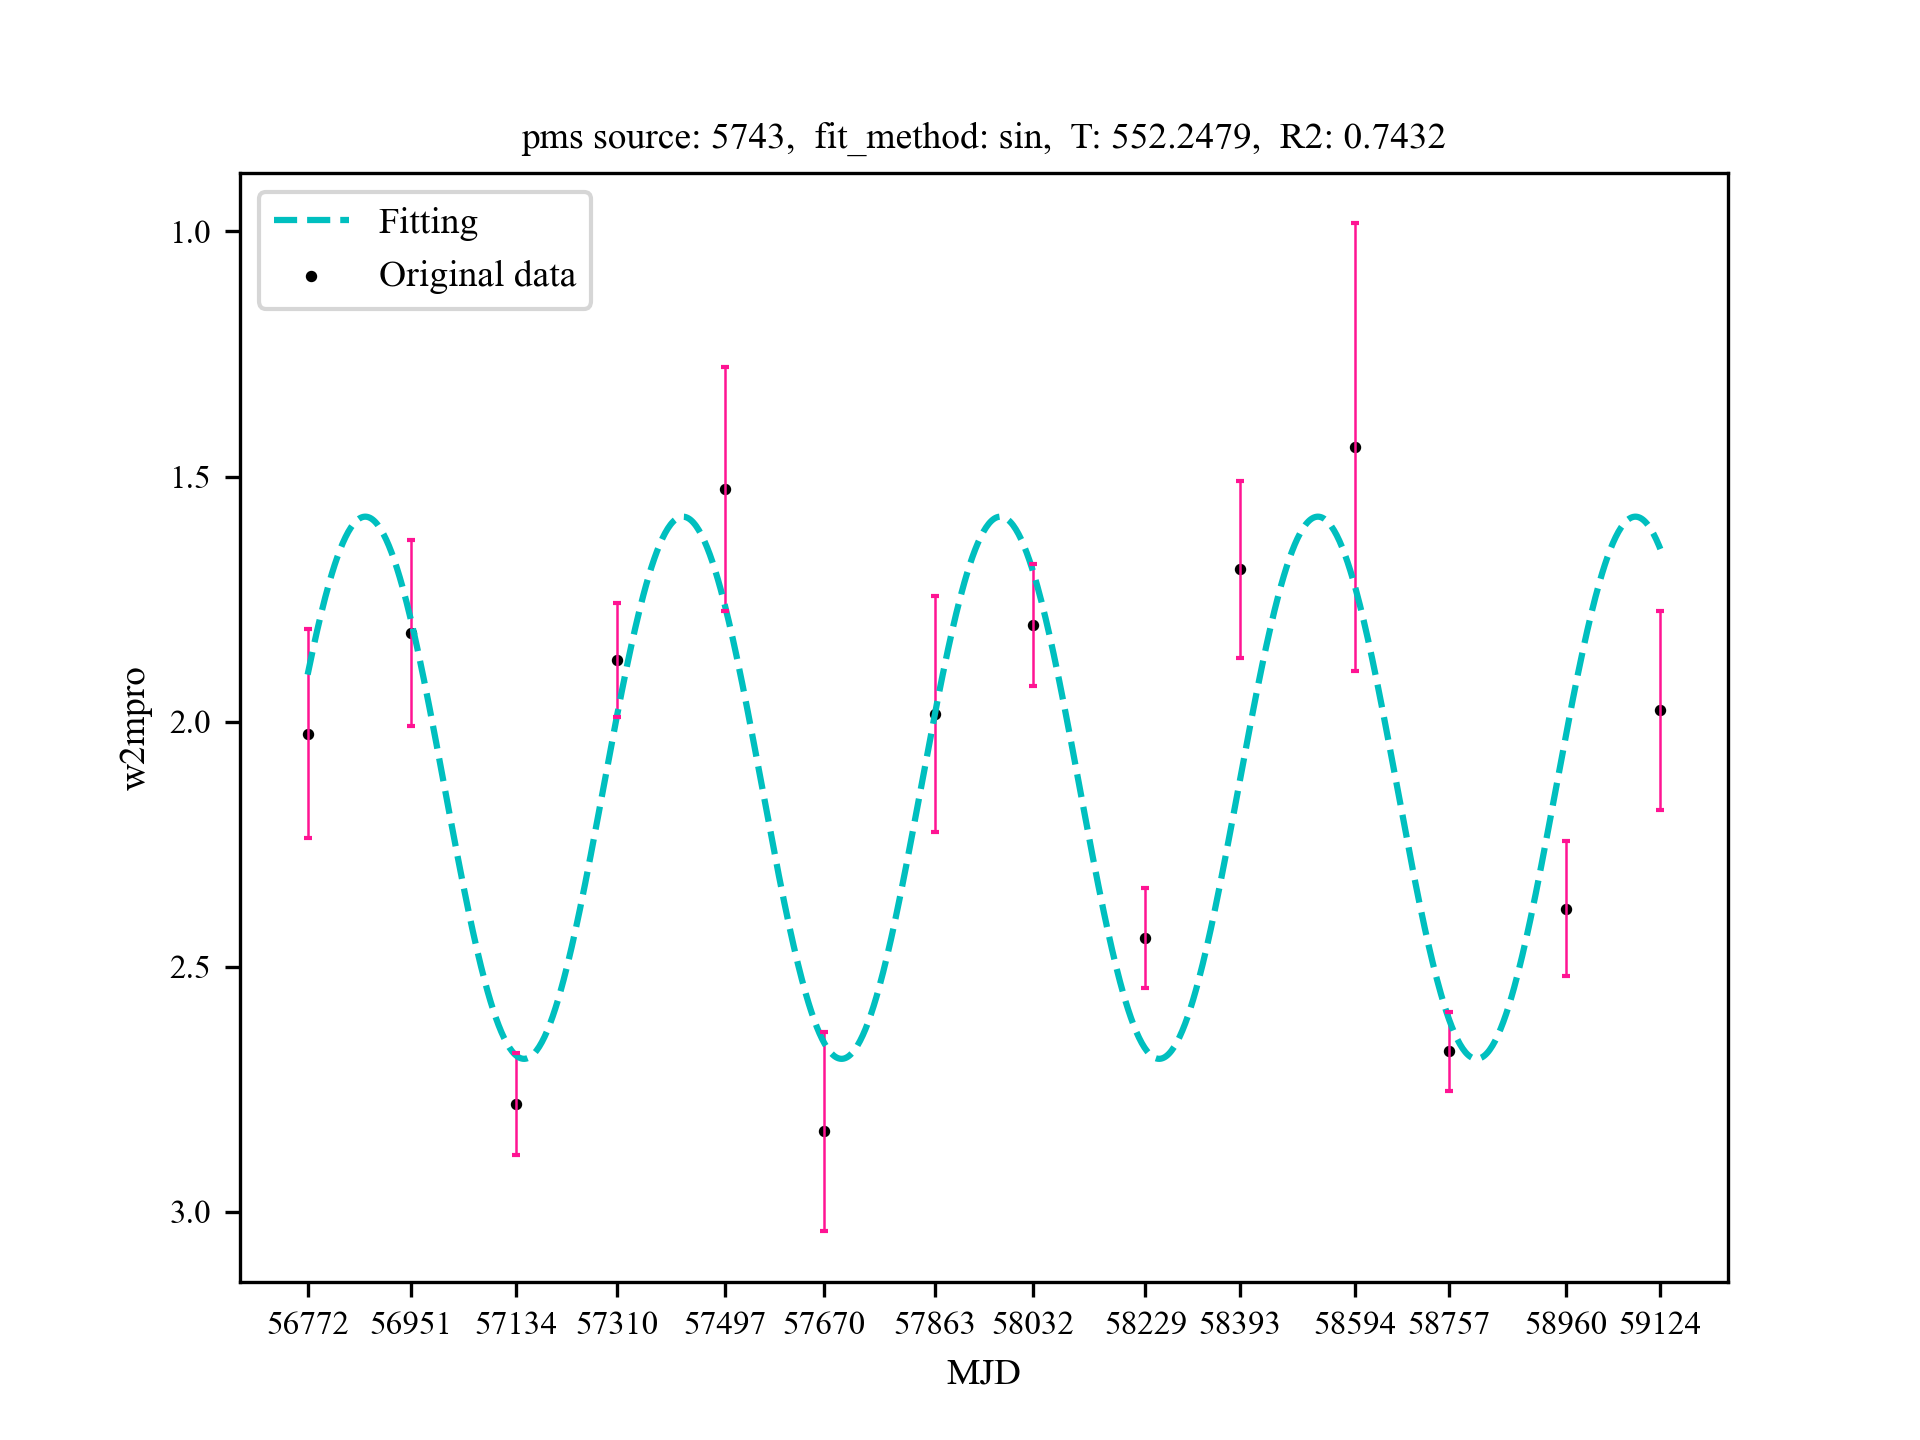 pms source: 5743,  fit_method: sin,  T: 552.2479,  R2: 0.7432
Fitting
Original data
1.0
1.5
2.0
2.5
3.0
w2mpro
56772 56951 57134 57310 57497 57670 57863 58032 58229 58393 58594 58757 58960 59124
MJD